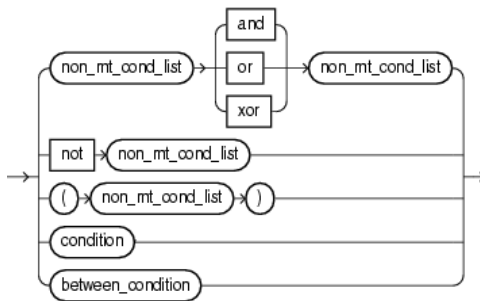 and
non_mt_cond_list or non_mt_cond_list
xor
not non_mt_cond_list
( non_mt_cond_list )
condition
between_condition